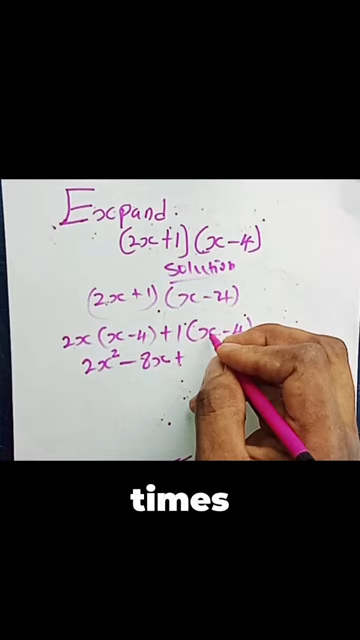 Expand.
(2x+1)(x-4)
Solution
(2x+1)(x-4)
2x(x-4)+1(x-4)
2x²-8x+
times